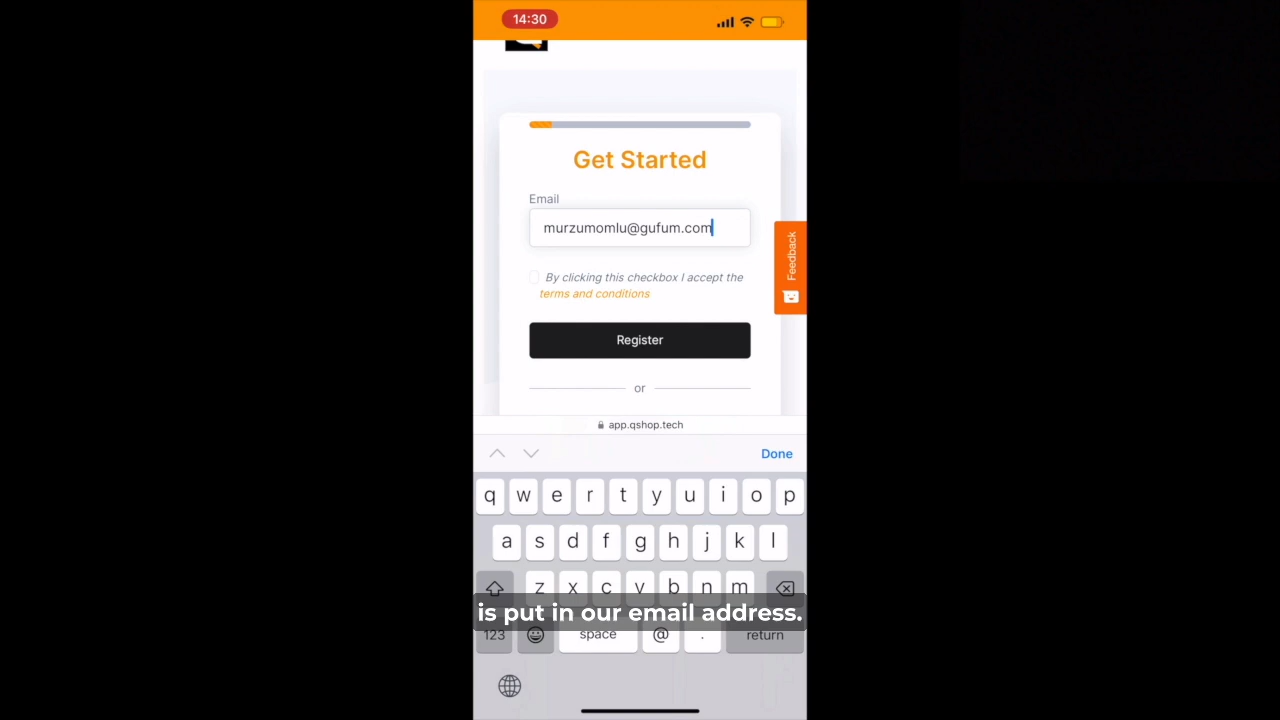 14:30
Get Started
Email
murzumomlu@gufum.com
By clicking this checkbox I accept the
terms and conditions
Feedback
Register
or
app.qshop.tech
Done
q w e r t y u i o p
a s d f g h j k l
z x c v b n m
is put in our email address.
123 space @ . return